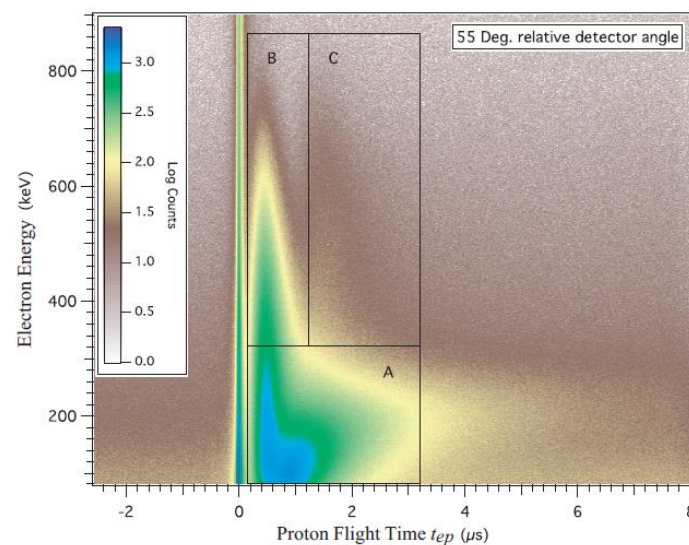 55 Deg. relative detector angle
B
C
A
3.0
2.5
2.0
1.5
1.0
0.5
0.0
Log Counts
800
600
400
200
Electron Energy (keV)
-2
0
2
4
6
8
Proton Flight Time tep (μs)